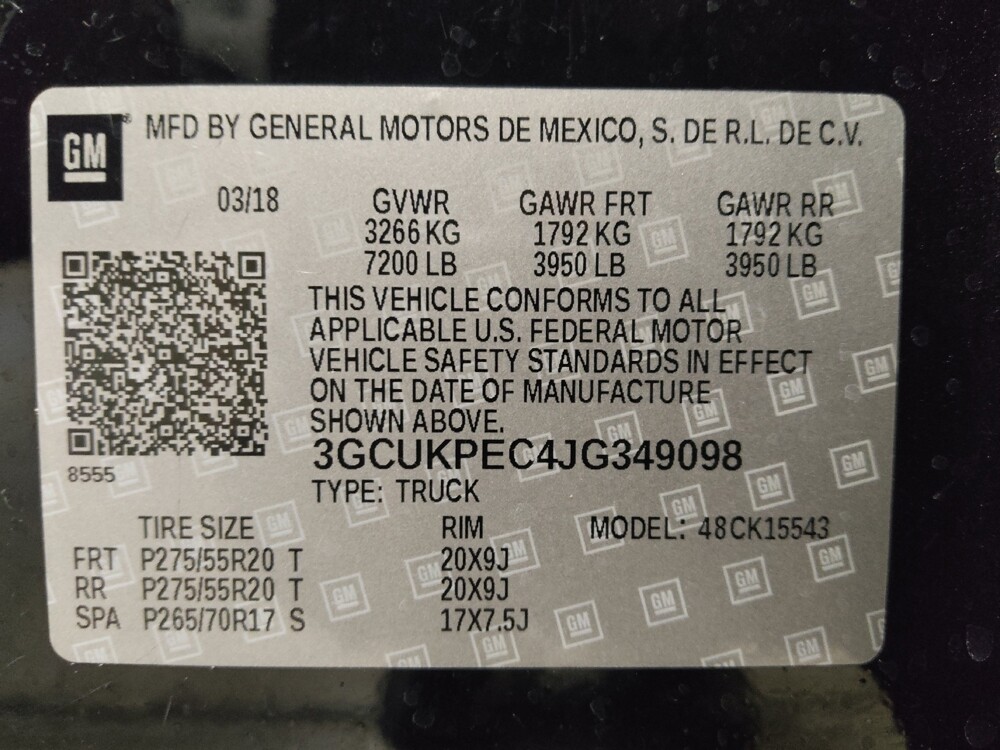 GM® MFD BY GENERAL MOTORS DE MEXICO, S. DE R.L. DE C.V.
03/18 GVWR GAWR FRT GAWR RR
3266 KG 1792 KG 1792 KG
7200 LB 3950 LB 3950 LB
THIS VEHICLE CONFORMS TO ALL
APPLICABLE U.S. FEDERAL MOTOR
VEHICLE SAFETY STANDARDS IN EFFECT
ON THE DATE OF MANUFACTURE
SHOWN ABOVE.
3GCUKPEC4JG349098
8555
TYPE: TRUCK
TIRE SIZE RIM MODEL: 48CK15543
FRT P275/55R20 T 20X9J
RR P275/55R20 T 20X9J
SPA P265/70R17 S 17X7.5J